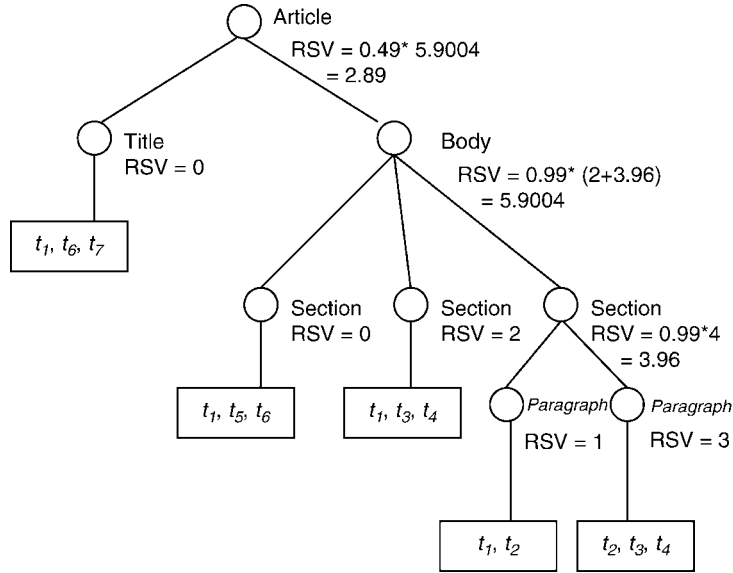 Article
RSV = 0.49* 5.9004
= 2.89
Title
RSV = 0
Body
RSV = 0.99* (2+3.96)
= 5.9004
t1, t6, t7
Section
RSV = 0
Section
RSV = 2
Section
RSV = 0.99*4
= 3.96
t1, t5, t6
t1, t3, t4
Paragraph
RSV = 1
Paragraph
RSV = 3
t1, t2
t2, t3, t4